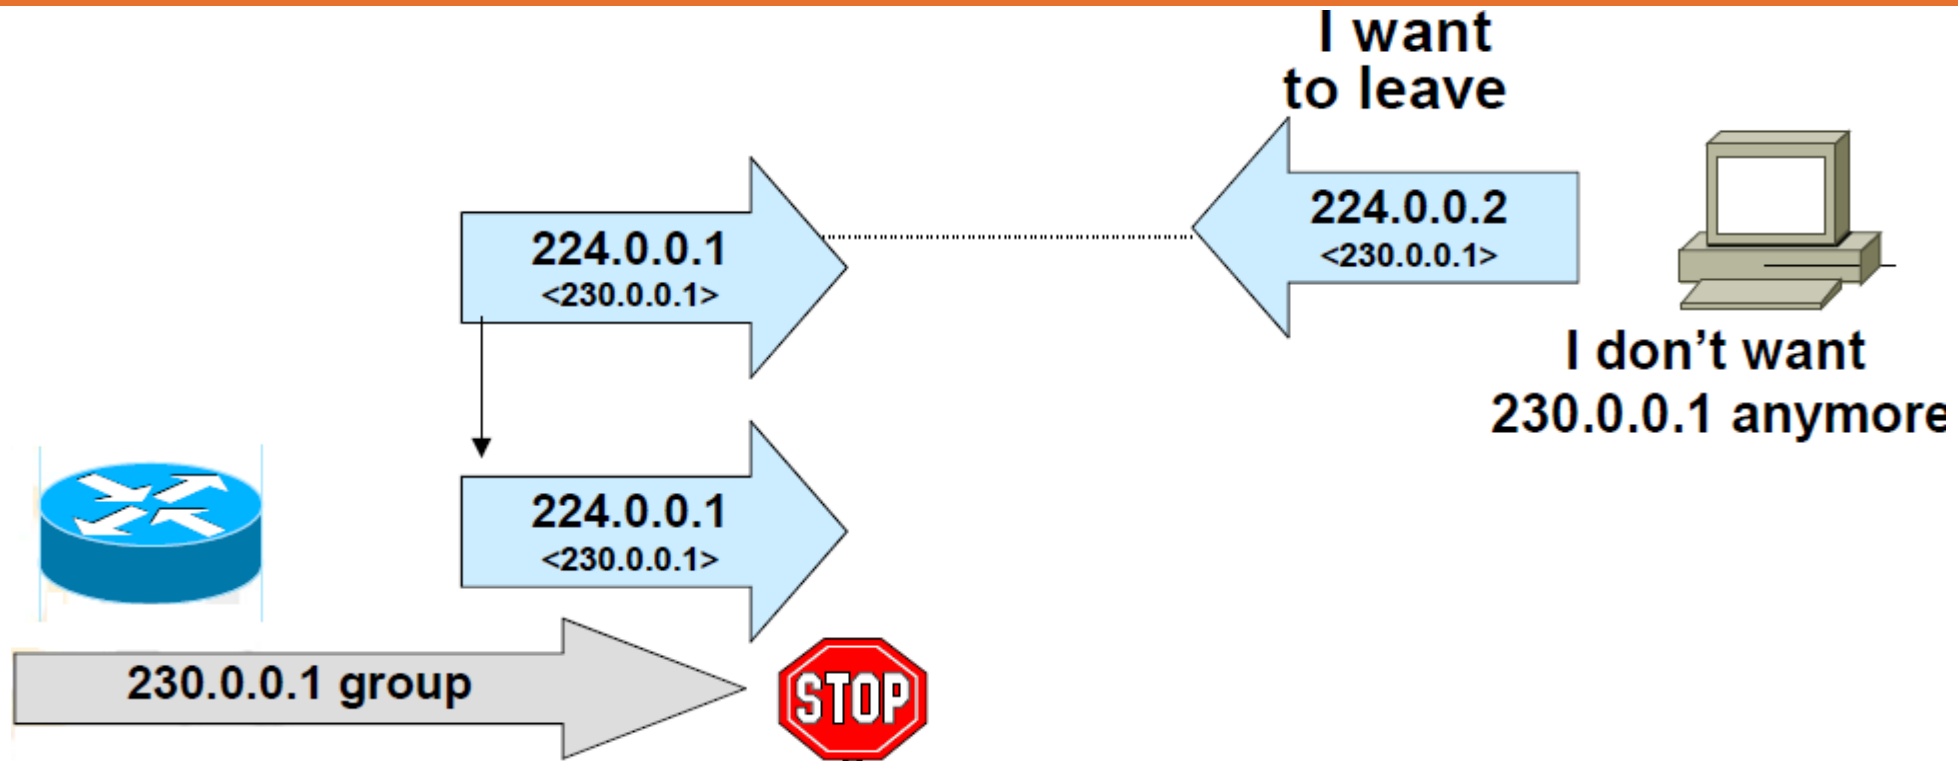 I want
to leave
224.0.0.2
<230.0.0.1>
224.0.0.1
<230.0.0.1>
I don’t want
230.0.0.1 anymore
224.0.0.1
<230.0.0.1>
230.0.0.1 group
STOP